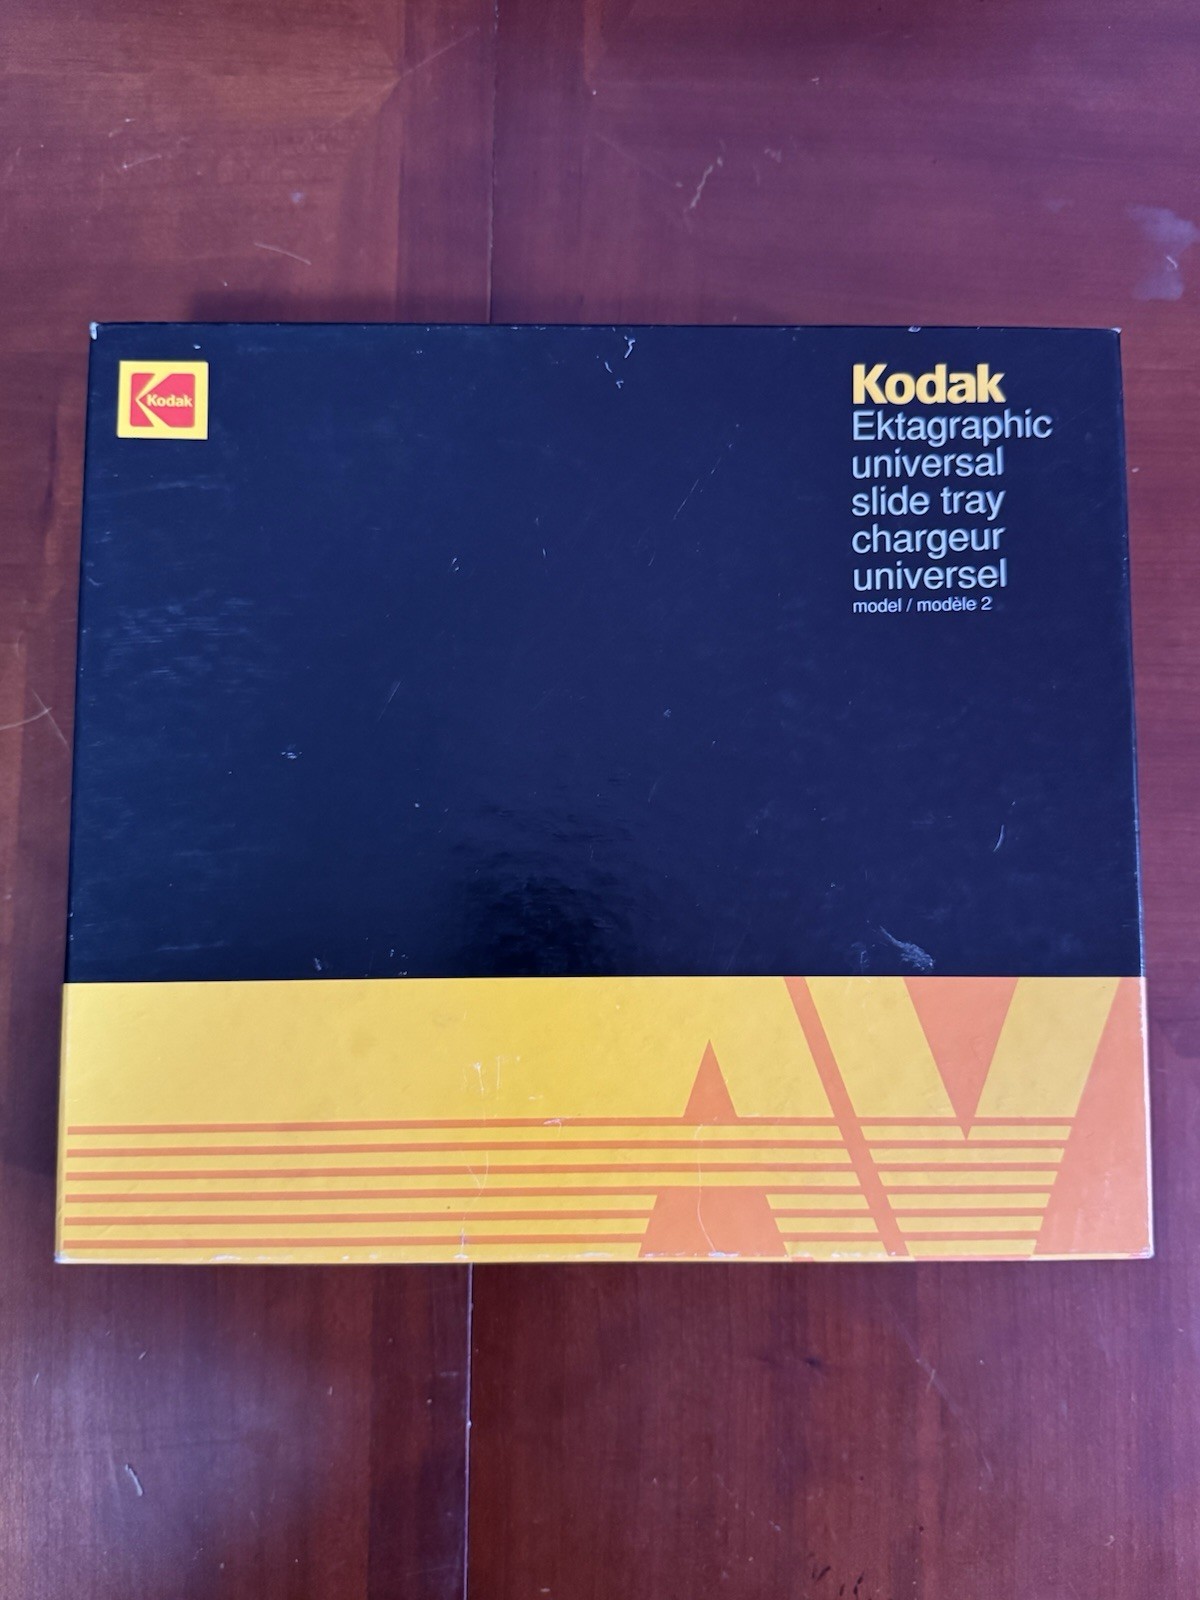 Kodak
Kodak
Ektagraphic
universal
slide tray
chargeur
universel
model / modèle 2
AV